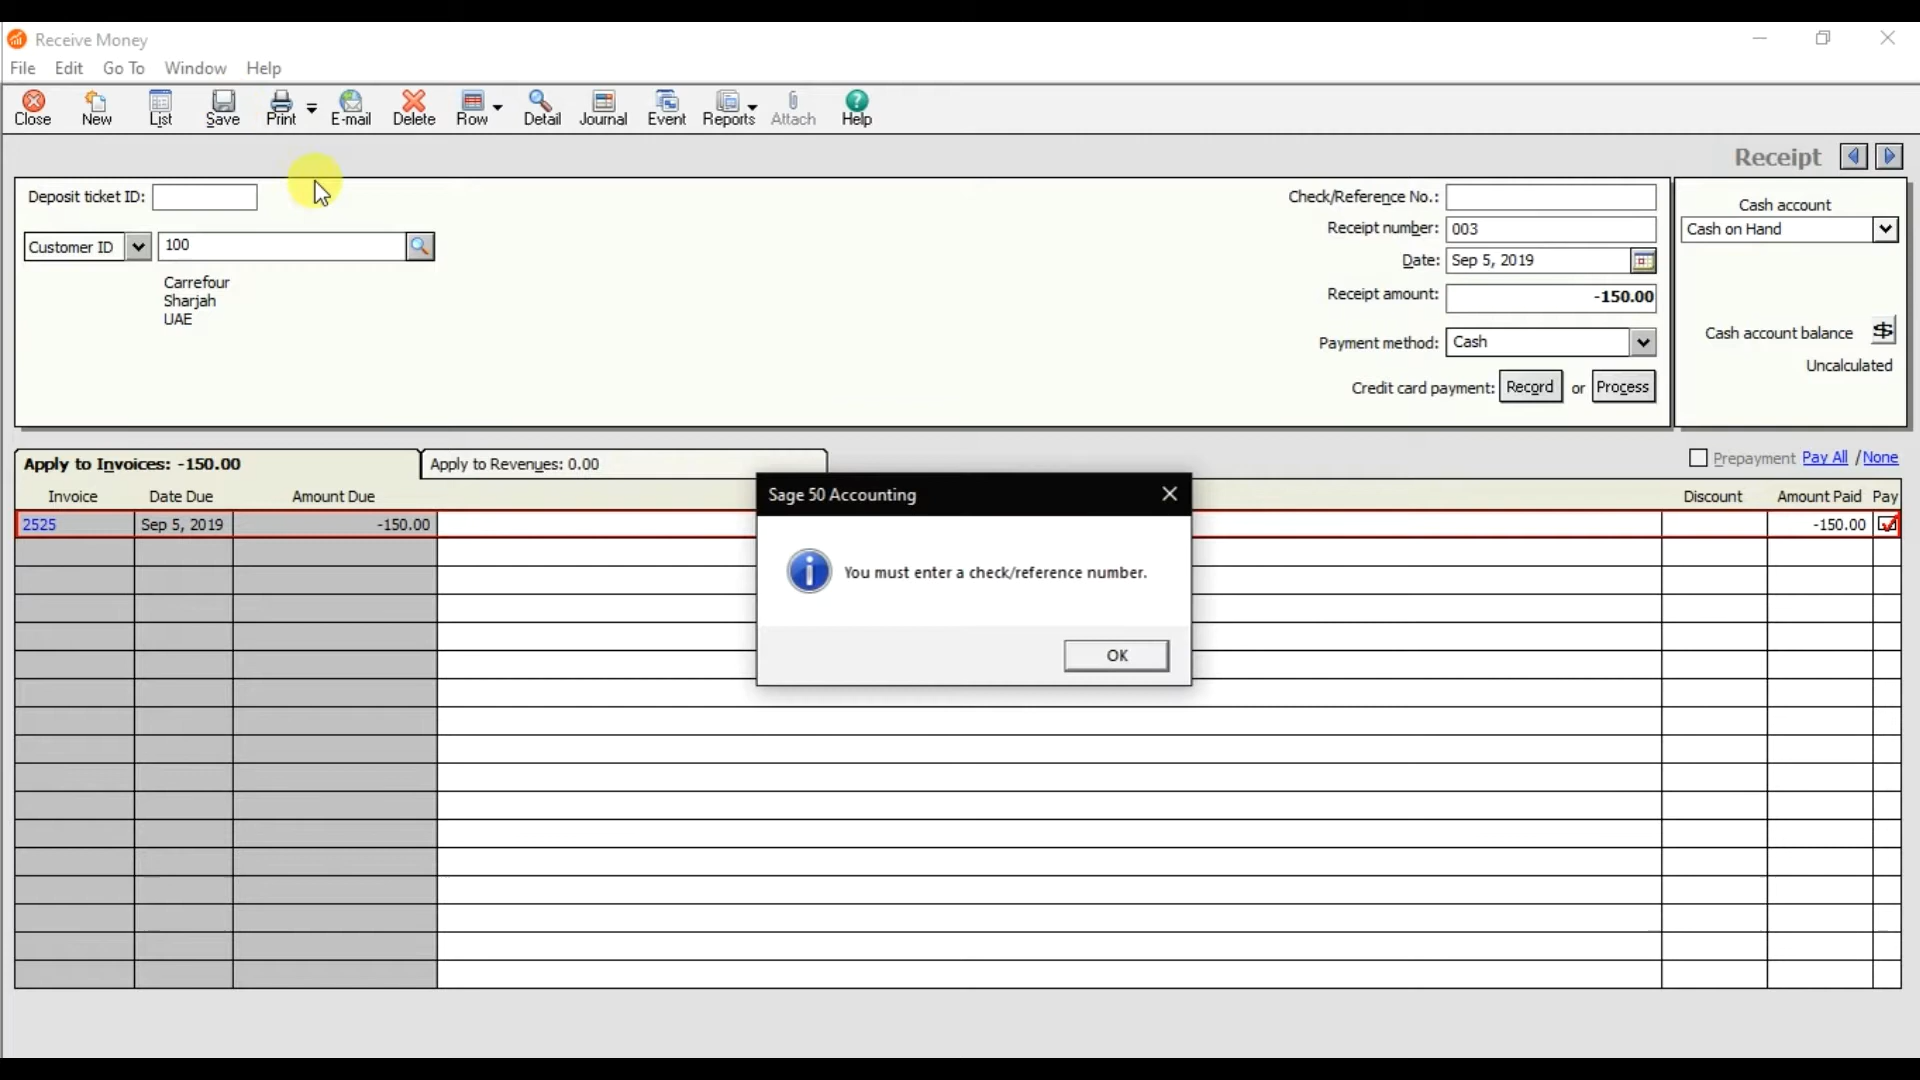 Receive Money
File Edit Go To Window Help
Close New List Save Print E-mail Delete Row Detail Journal Event Reports Attach Help
Receipt
Deposit ticket ID:
Customer ID 100
Carrefour
Sharjah
UAE
Check/Reference No.:
Receipt number: 003
Date: Sep 5, 2019
Receipt amount: -150.00
Payment method: Cash
Credit card payment: Record or Process
Cash account
Cash on Hand
Cash account balance
Uncalculated
Apply to Invoices: -150.00 Apply to Revenues: 0.00 Prepayment Pay All /None
Invoice Date Due Amount Due Discount Amount Paid Pay
2525 Sep 5, 2019 -150.00 -150.00
Sage 50 Accounting
You must enter a check/reference number.
OK